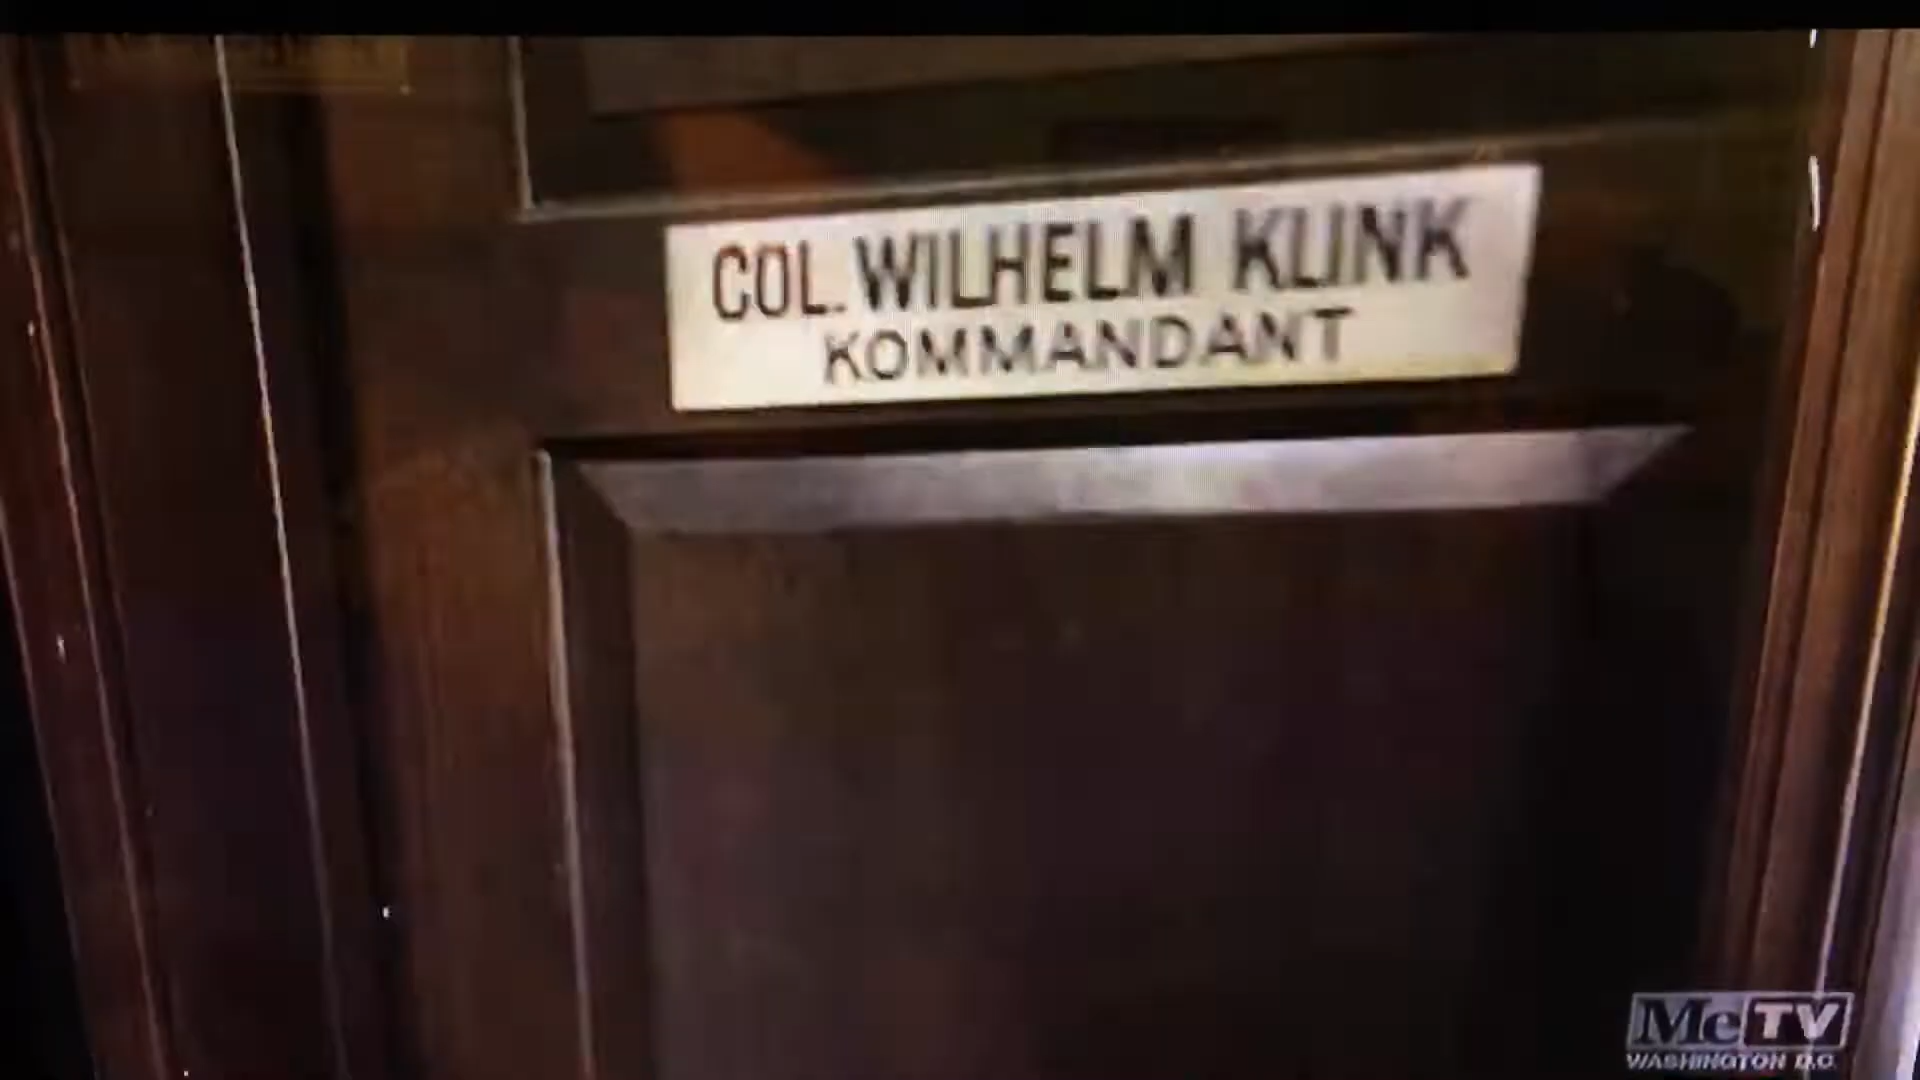 COL. WILHELM KLINK
KOMMANDANT
MeTV
WASHINGTON D.C.